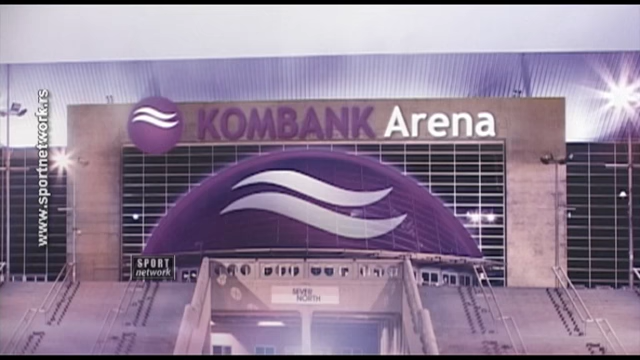 www.sportnetwork.rs
KOMBANK Arena
SPORT
network
SEVER
NORTH